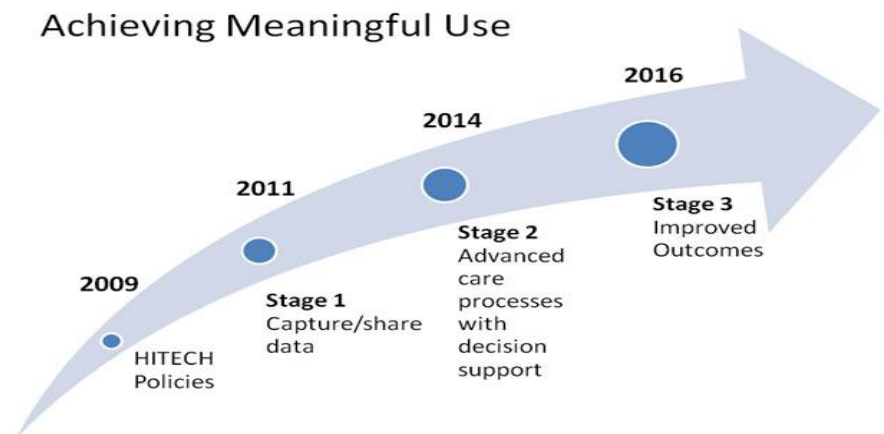 Achieving Meaningful Use
2009
HITECH
Policies
2011
Stage 1
Capture/share
data
2014
Stage 2
Advanced
care
processes
with
decision
support
2016
Stage 3
Improved
Outcomes